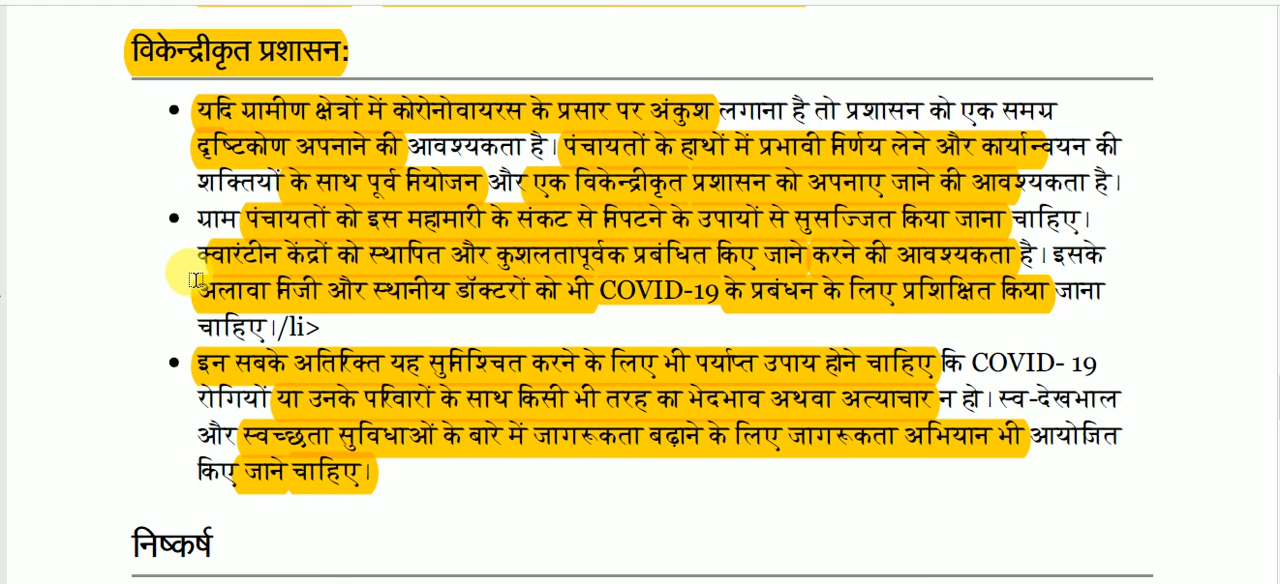 विकेन्द्रीकृत प्रशासन:
यदि ग्रामीण क्षेत्रों में कोरोनोवायरस के प्रसार पर अंकुश लगाना है तो प्रशासन को एक समग्र
दृष्टिकोण अपनाने की आवश्यकता है। पंचायतों के हाथों में प्रभावी निर्णय लेने और कार्यान्वयन की
शक्तियों के साथ पूर्व नियोजन और एक विकेन्द्रीकृत प्रशासन को अपनाए जाने की आवश्यकता है।
ग्राम पंचायतों को इस महामारी के संकट से निपटने के उपायों से सुसज्जित किया जाना चाहिए।
क्वारंटीन केंद्रों को स्थापित और कुशलतापूर्वक प्रबंधित किए जाने करने की आवश्यकता है। इसके
अलावा निजी और स्थानीय डॉक्टरों को भी COVID-19 के प्रबंधन के लिए प्रशिक्षित किया जाना
चाहिए।/li>
इन सबके अतिरिक्त यह सुनिश्चित करने के लिए भी पर्याप्त उपाय होने चाहिए कि COVID- 19
रोगियों या उनके परिवारों के साथ किसी भी तरह का भेदभाव अथवा अत्याचार न हो। स्व-देखभाल
और स्वच्छता सुविधाओं के बारे में जागरूकता बढ़ाने के लिए जागरूकता अभियान भी आयोजित
किए जाने चाहिए।
निष्कर्ष